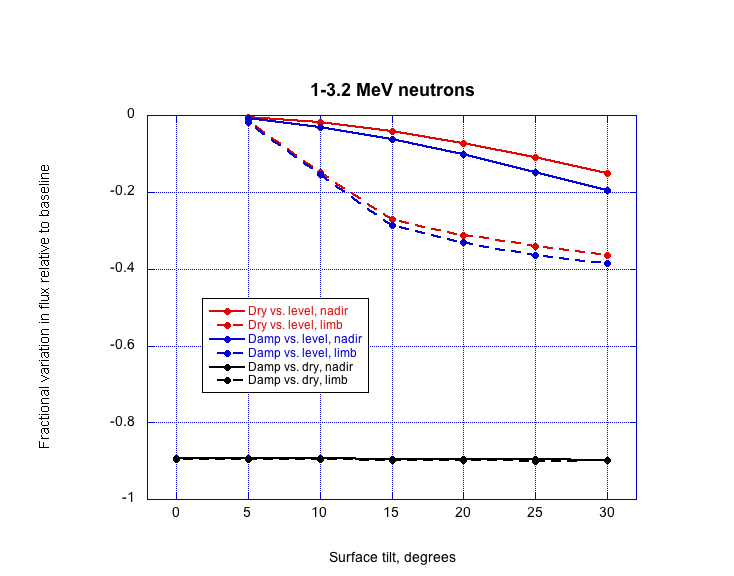 1-3.2 MeV neutrons
Fractional variation in flux relative to baseline
0
-0.2
-0.4
-0.6
-0.8
-1
Dry vs. level, nadir
Dry vs. level, limb
Damp vs. level, nadir
Damp vs. level, limb
Damp vs. dry, nadir
Damp vs. dry, limb
0 5 10 15 20 25 30
Surface tilt, degrees